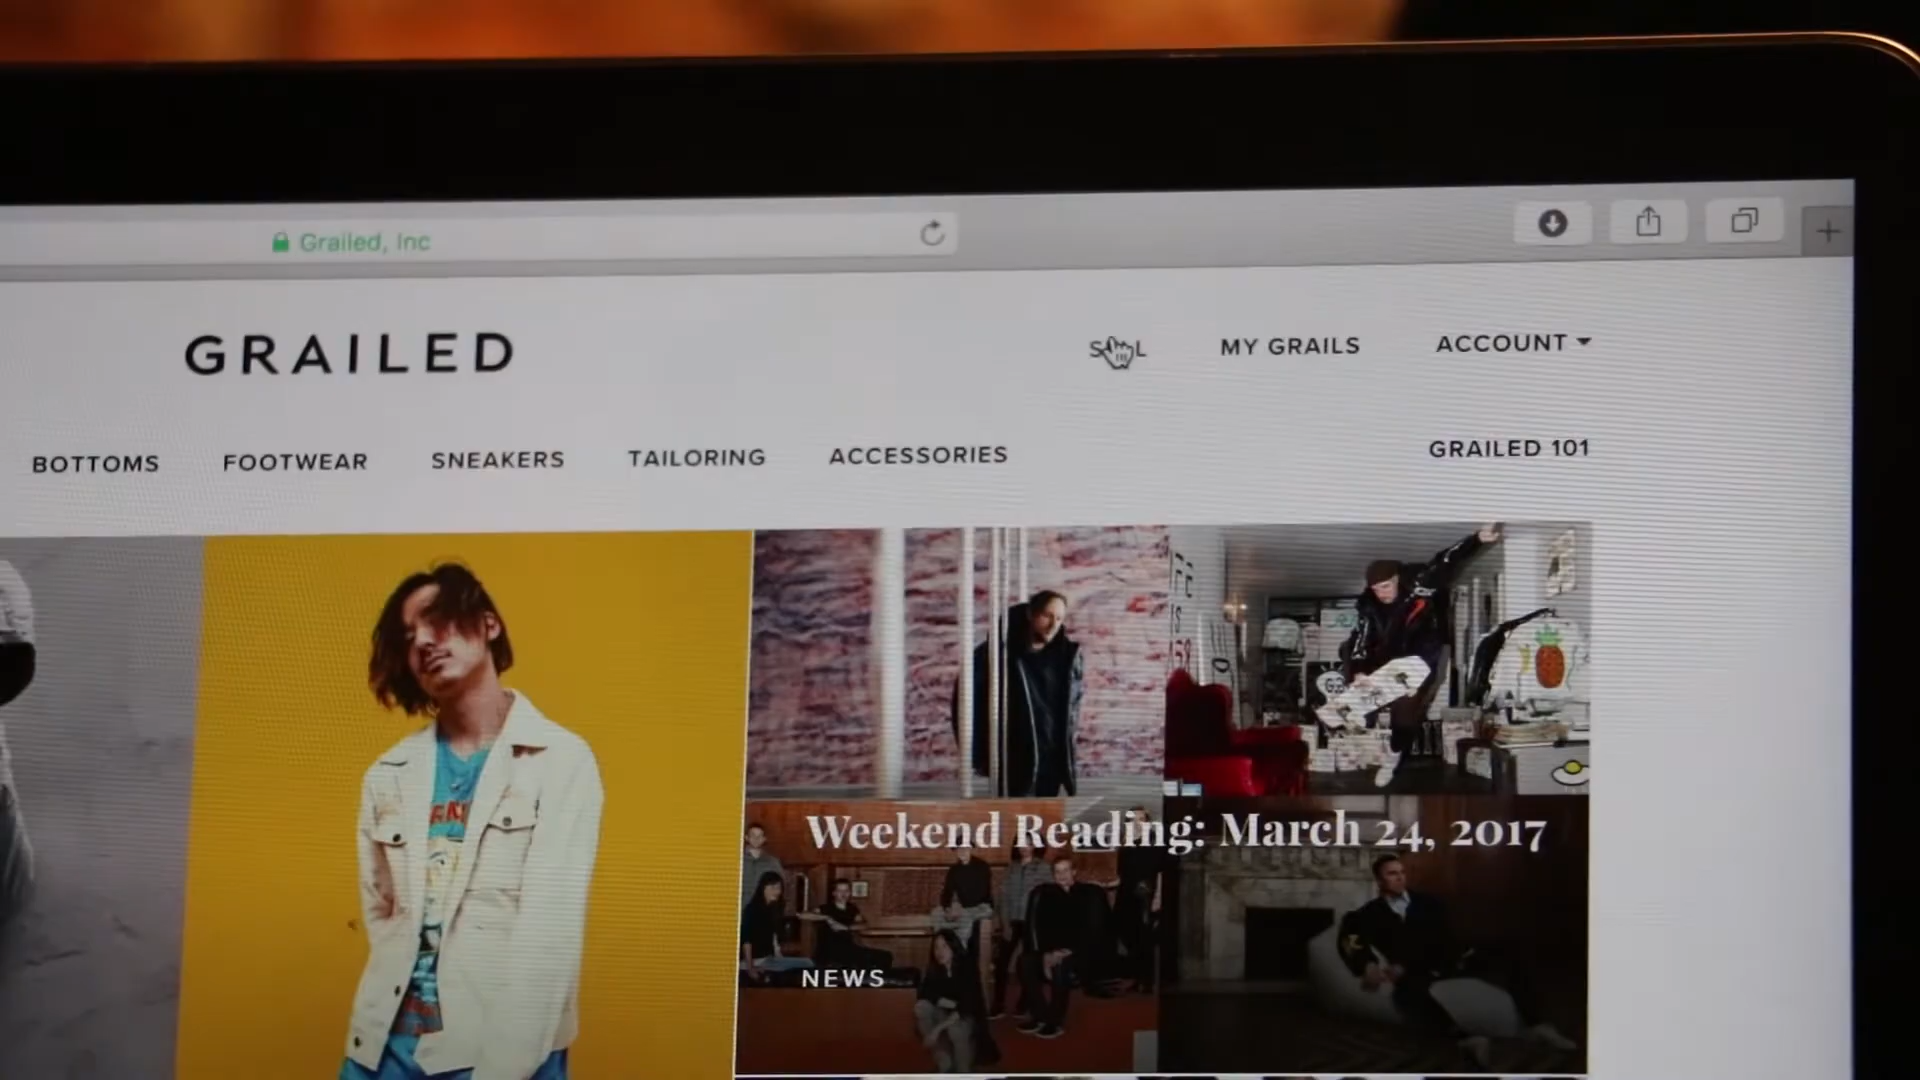 Grailed, Inc
GRAILED
MY GRAILS
ACCOUNT
BOTTOMS
FOOTWEAR
SNEAKERS
TAILORING
ACCESSORIES
GRAILED 101
Weekend Reading: March 24, 2017
NEWS